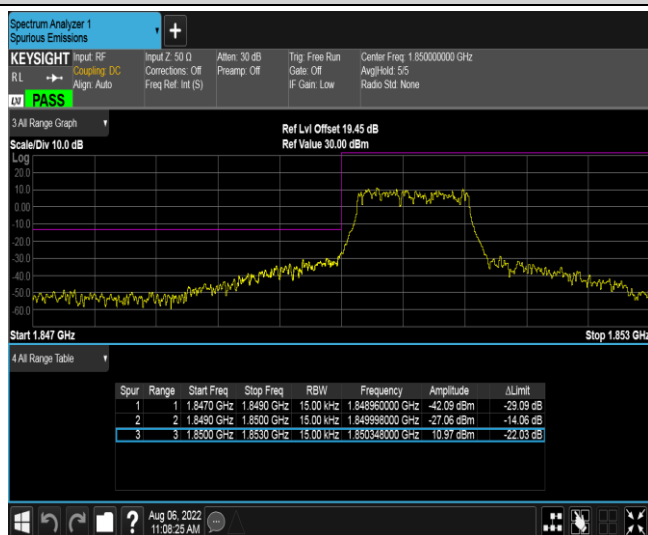 Spectrum Analyzer 1
Spurious Emissions
KEYSIGHT
Input: RF
Input Z: 50 Ω
Atten: 30 dB
Trig: Free Run
Center Freq: 1.850000000 GHz
RL
Coupling: DC
Corrections: Off
Preamp: Off
Gate: Off
Avg|Hold: 5/5
Align: Auto
Freq Ref: Int (S)
IF Gain: Low
Radio Std: None
LXI PASS
3 All Range Graph
Ref Lvl Offset 19.45 dB
Scale/Div 10.0 dB
Ref Value 30.00 dBm
Log
20.0
10.0
0.00
-10.0
-20.0
-30.0
-40.0
-50.0
-60.0
Start 1.847 GHz
Stop 1.853 GHz
4 All Range Table
Spur Range Start Freq Stop Freq RBW Frequency Amplitude ΔLimit
1 1 1.8470 GHz 1.8490 GHz 15.00 kHz 1.848960000 GHz -42.09 dBm -29.09 dB
2 2 1.8490 GHz 1.8500 GHz 15.00 kHz 1.849998000 GHz -27.06 dBm -14.06 dB
3 3 1.8500 GHz 1.8530 GHz 15.00 kHz 1.850348000 GHz 10.97 dBm -22.03 dB
?
Aug 06, 2022
11:08:25 AM